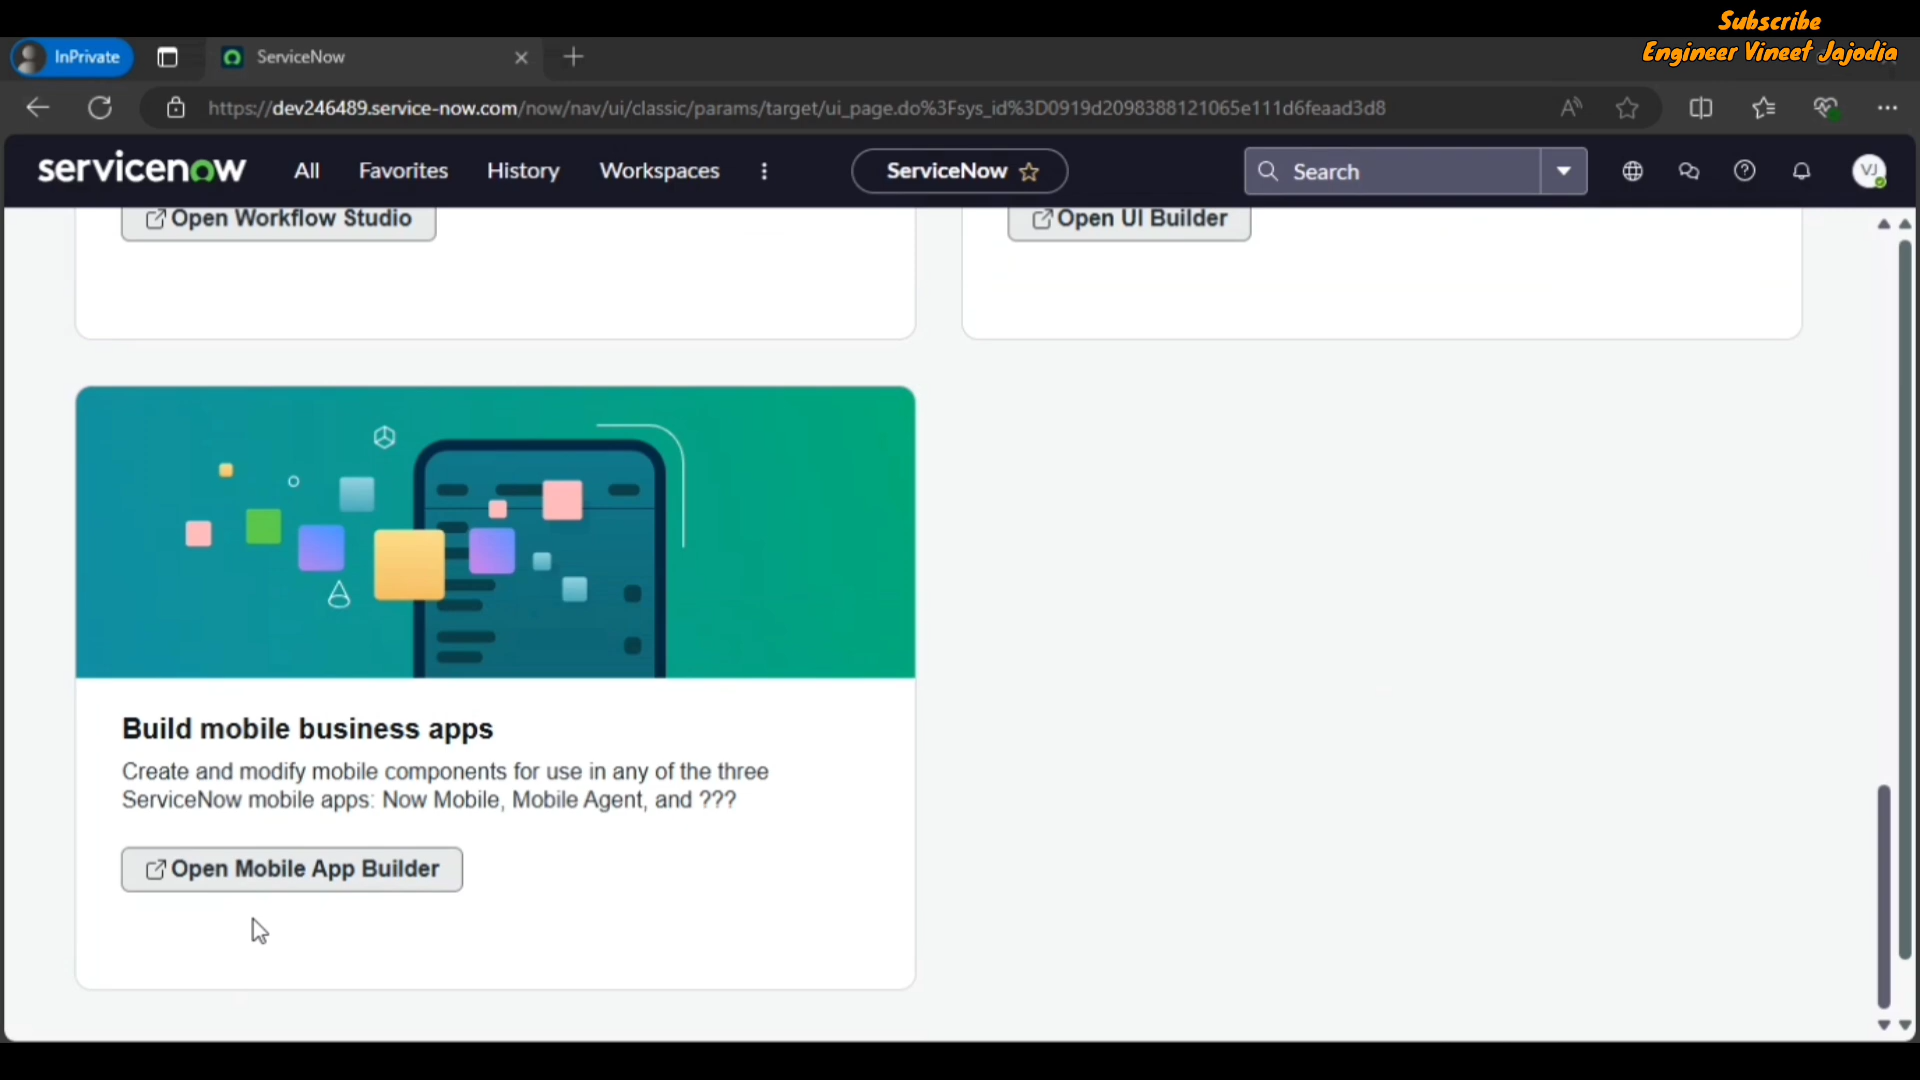 Subscribe
Engineer Vineet Jajodia
InPrivate
ServiceNow
https://dev246489.service-now.com/now/nav/ui/classic/params/target/ui_page.do%3Fsys_id%3D0919d2098388121065e111d6feaad3d8
servicenow
All
Favorites
History
Workspaces
ServiceNow
Search
VJ
Open Workflow Studio
Open UI Builder
Build mobile business apps
Create and modify mobile components for use in any of the three
ServiceNow mobile apps: Now Mobile, Mobile Agent, and ???
Open Mobile App Builder